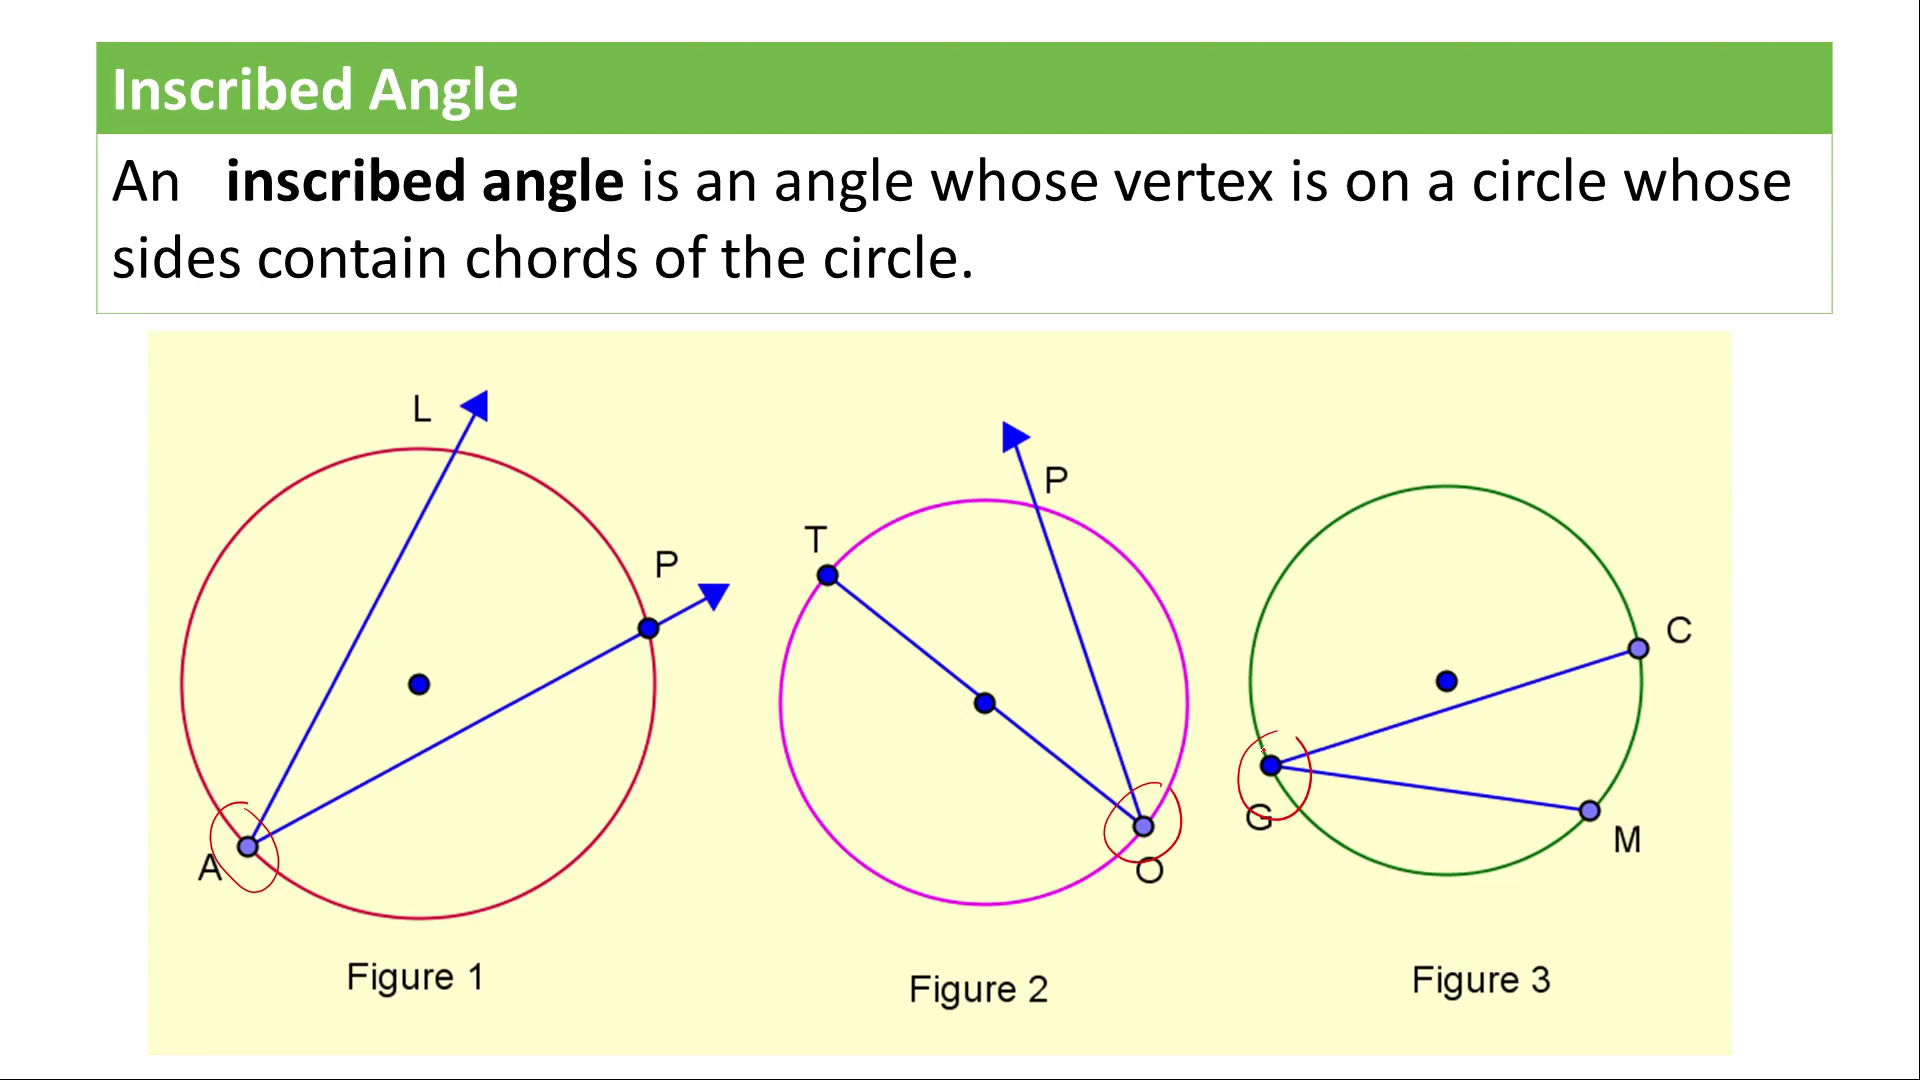 Inscribed Angle
An inscribed angle is an angle whose vertex is on a circle whose
sides contain chords of the circle.
L
P
A
Figure 1
P
T
O
Figure 2
C
G
M
Figure 3